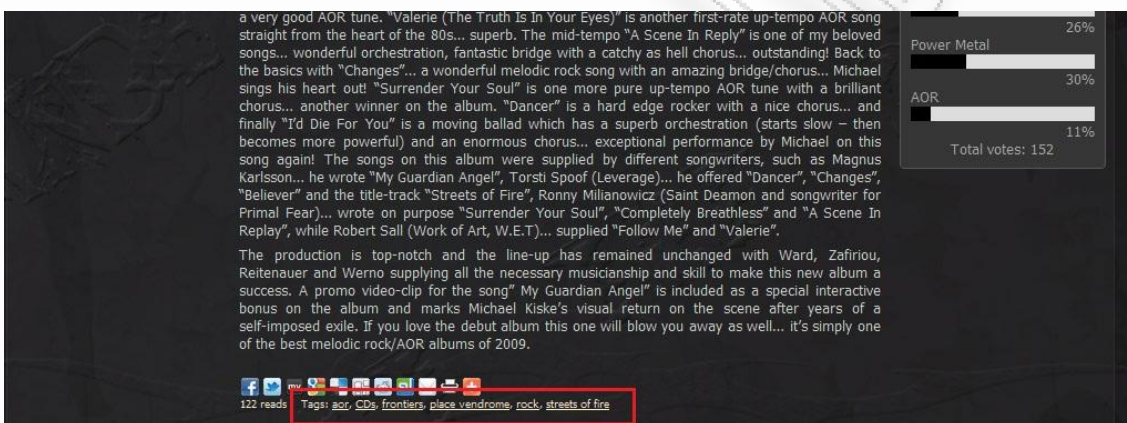 a very good AOR tune. “Valerie (The Truth Is In Your Eyes)” is another first-rate up-tempo AOR song
straight from the heart of the 80s... superb. The mid-tempo “A Scene In Reply” is one of my beloved
songs... wonderful orchestration, fantastic bridge with a catchy as hell chorus... outstanding! Back to
the basics with “Changes”... a wonderful melodic rock song with an amazing bridge/chorus... Michael
sings his heart out! “Surrender Your Soul” is one more pure up-tempo AOR tune with a brilliant
chorus... another winner on the album. “Dancer” is a hard edge rocker with a nice chorus... and
finally “I’d Die For You” is a moving ballad which has a superb orchestration (starts slow – then
becomes more powerful) and an enormous chorus... exceptional performance by Michael on this
song again! The songs on this album were supplied by different songwriters, such as Magnus
Karlsson... he wrote “My Guardian Angel”, Torsti Spoof (Leverage)... he offered “Dancer”, “Changes”,
“Believer” and the title-track “Streets of Fire”, Ronny Milianowicz (Saint Deamon and songwriter for
Primal Fear)... wrote on purpose “Surrender Your Soul”, “Completely Breathless” and “A Scene In
Replay”, while Robert Sall (Work of Art, W.E.T)... supplied “Follow Me” and “Valerie”.
The production is top-notch and the line-up has remained unchanged with Ward, Zafiriou,
Reitenauer and Werno supplying all the necessary musicianship and skill to make this new album a
success. A promo video-clip for the song” My Guardian Angel” is included as a special interactive
bonus on the album and marks Michael Kiske’s visual return on the scene after years of a
self-imposed exile. If you love the debut album this one will blow you away as well... it’s simply one
of the best melodic rock/AOR albums of 2009.
122 reads Tags: aor, CDs, frontiers, place vendrome, rock, streets of fire
26%
Power Metal
30%
AOR
11%
Total votes: 152